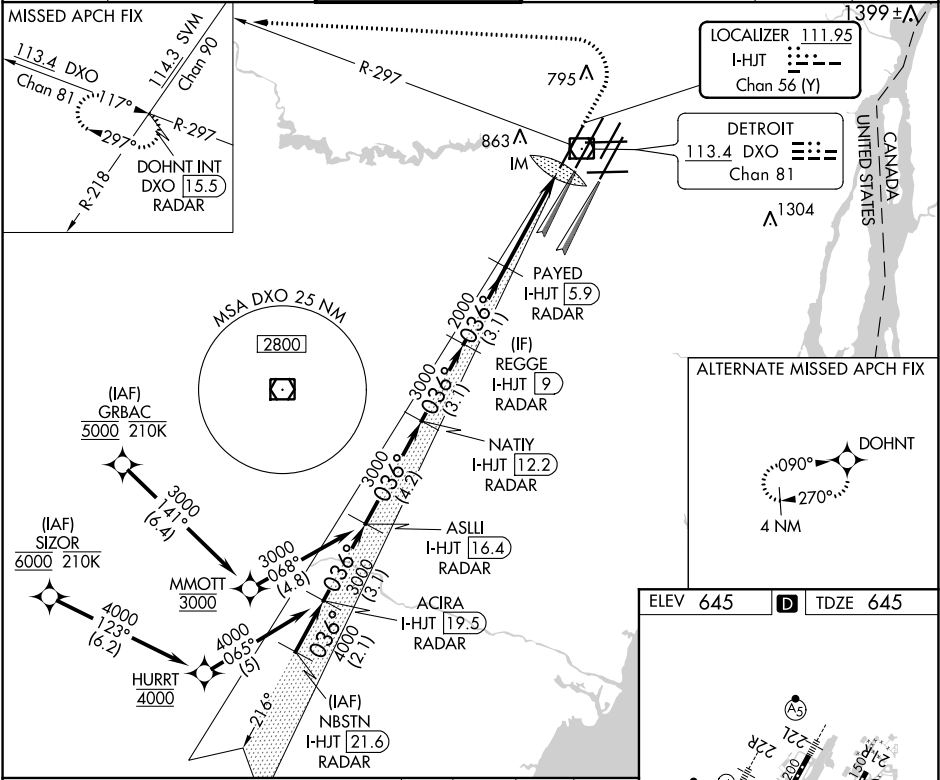 MISSED APCH FIX
113.4 DXO
Chan 81
114.3 SVM
Chan 90
117°
297°
R-297
R-218
DOHNT INT
DXO 15.5
RADAR
R-297
1399±
795
863
IM
1304
LOCALIZER 111.95
I-HJT
Chan 56 (Y)
DETROIT
113.4 DXO
Chan 81
CANADA
UNITED STATES
MSA DXO 25 NM
2800
PAYED
I-HJT 5.9
RADAR
2000
036°
(3.1)
(IF)
REGGE
I-HJT 9
RADAR
3000
036°
(3.1)
NATIY
I-HJT 12.2
RADAR
3000
036°
(4.2)
ASLLI
I-HJT 16.4
RADAR
036°
3000
(3.1)
ACIRA
I-HJT 19.5
RADAR
036°
4000
(2.1)
(IAF)
NBSTN
I-HJT 21.6
RADAR
216°
(IAF)
GRBAC
5000 210K
3000
141°
(6.4)
(IAF)
SIZOR
6000 210K
4000
123°
(6.2)
MMOTT
3000
3000
068°
(4.8)
HURRT
4000
4000
065°
(5)
ALTERNATE MISSED APCH FIX
DOHNT
090°
270°
4 NM
ELEV 645
D
TDZE 645
A5
22R
22L